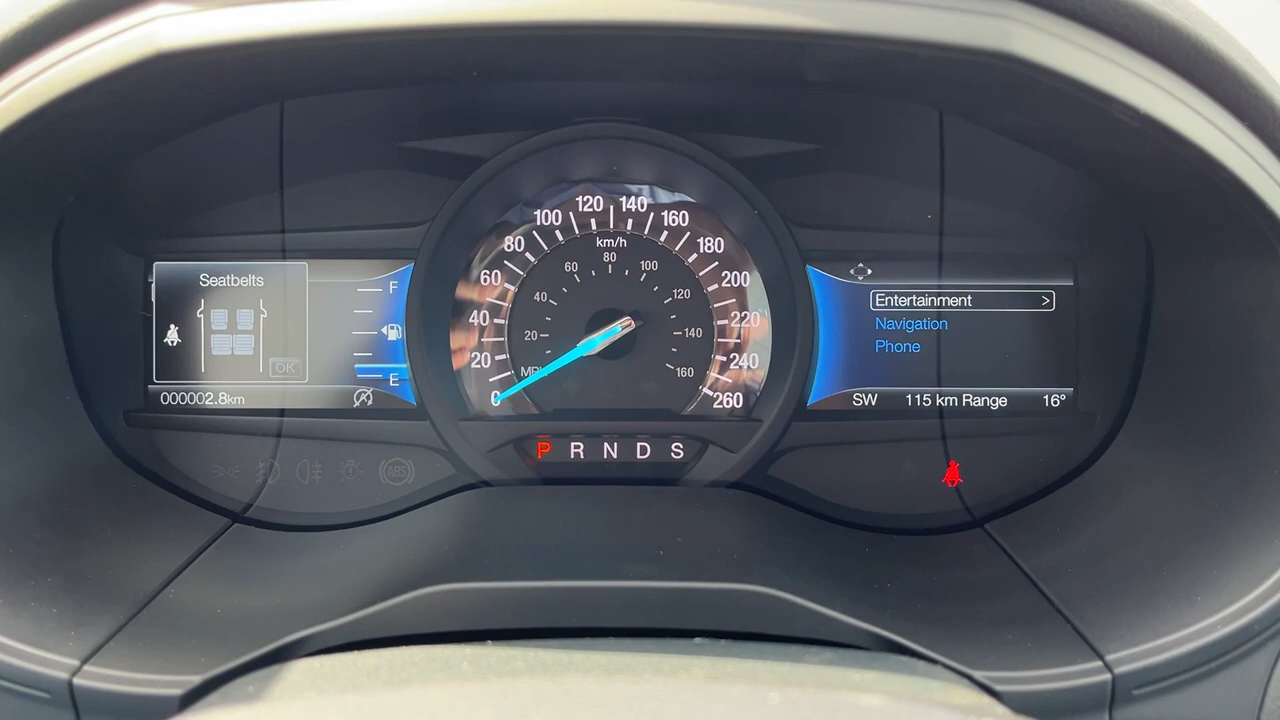 Seatbelts
OK
F
E
000002.8km
0
20
40
60
80
100
120
140
160
180
200
220
240
260
km/h
MPH
20
40
60
80
100
120
140
160
P R N D S
Entertainment >
Navigation
Phone
SW 115 km Range 16°
ABS